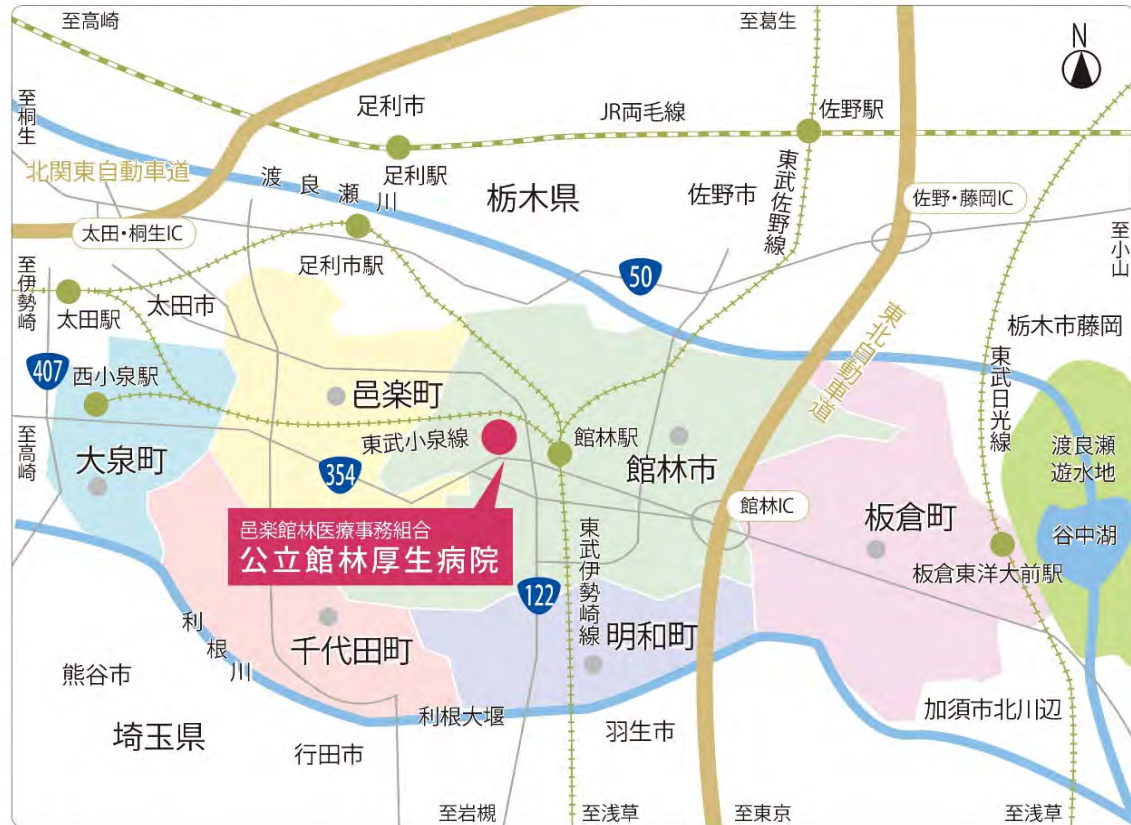 至高崎
至葛生
N
至桐生
足利市
JR両毛線
佐野駅
北関東自動車道
渡良瀬川
足利駅
栃木県
佐野市
東武佐野線
佐野・藤岡IC
太田・桐生IC
至伊勢崎
足利市駅
50
至小山
太田駅
太田市
東北自動車道
栃木市藤岡
407
西小泉駅
邑楽町
東武日光線
至高崎
大泉町
東武小泉線
館林駅
館林市
渡良瀬
遊水地
354
館林IC
板倉町
谷中湖
邑楽館林医療事務組合
公立館林厚生病院
東武伊勢崎線
板倉東洋大前駅
122
利根川
千代田町
明和町
熊谷市
利根大堰
羽生市
加須市北川辺
埼玉県
行田市
至岩槻
至浅草
至東京
至浅草